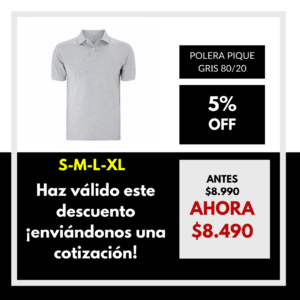 POLERA PIQUE
GRIS 80/20
5%
OFF
S-M-L-XL
Haz válido este
descuento
¡enviándonos una
cotización!
ANTES
$8.990
AHORA
$8.490